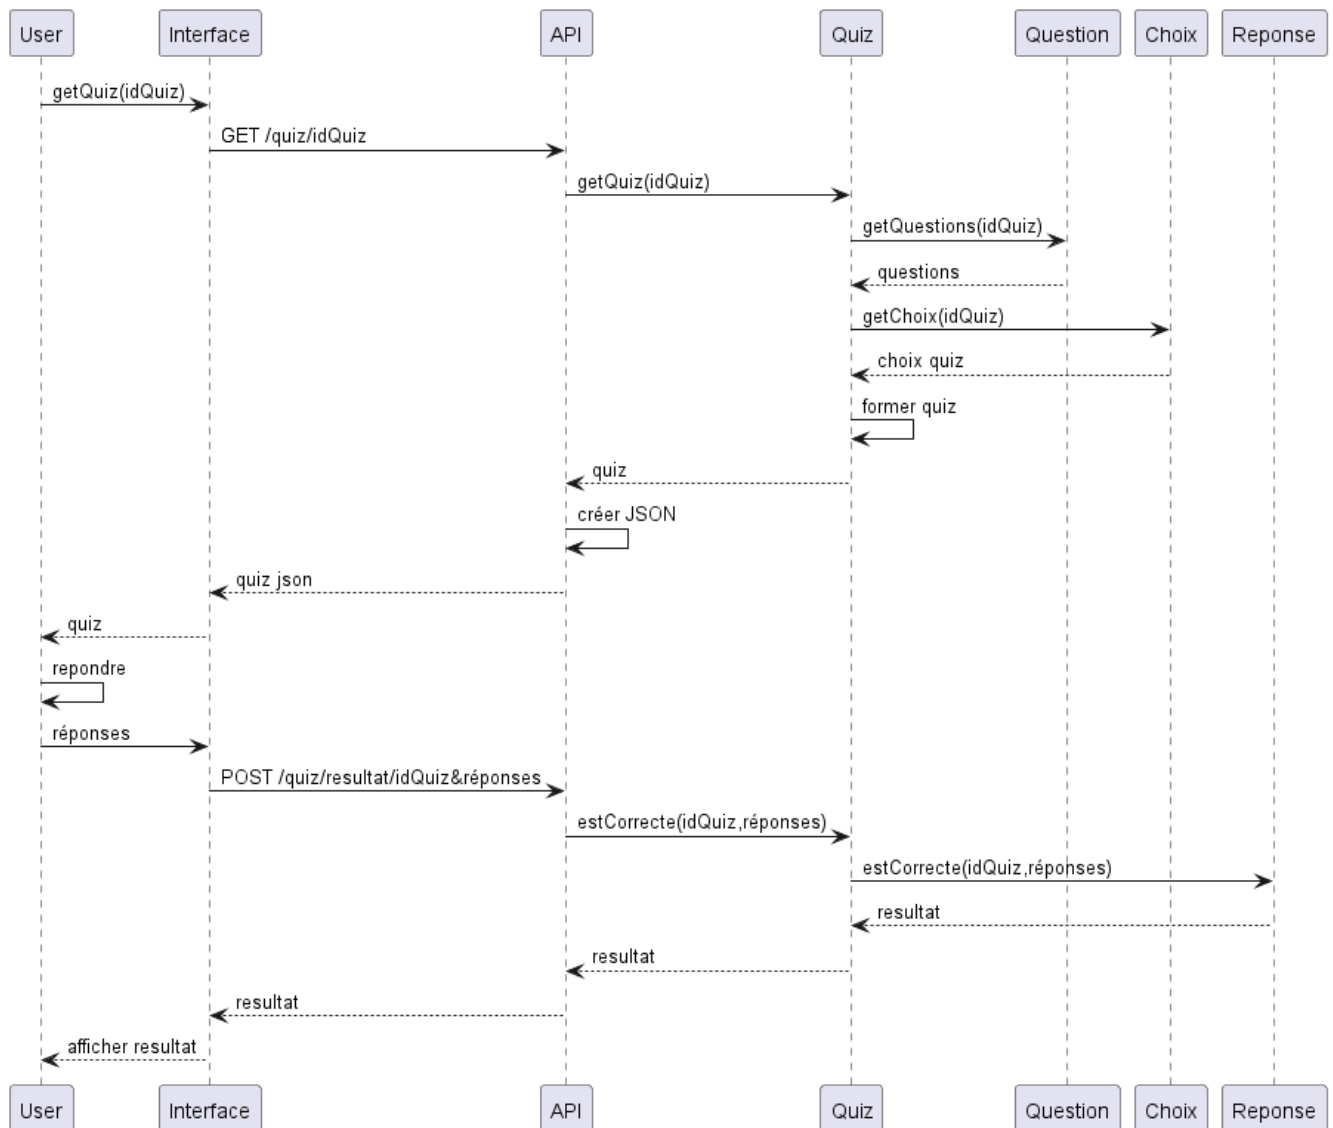 User Interface API Quiz Question Choix Reponse
getQuiz(idQuiz)
GET /quiz/idQuiz
getQuiz(idQuiz)
getQuestions(idQuiz)
questions
getChoix(idQuiz)
choix quiz
former quiz
quiz
créer JSON
quiz json
quiz
repondre
réponses
POST /quiz/resultat/idQuiz&réponses
estCorrecte(idQuiz,réponses)
estCorrecte(idQuiz,réponses)
resultat
resultat
resultat
afficher resultat
User Interface API Quiz Question Choix Reponse